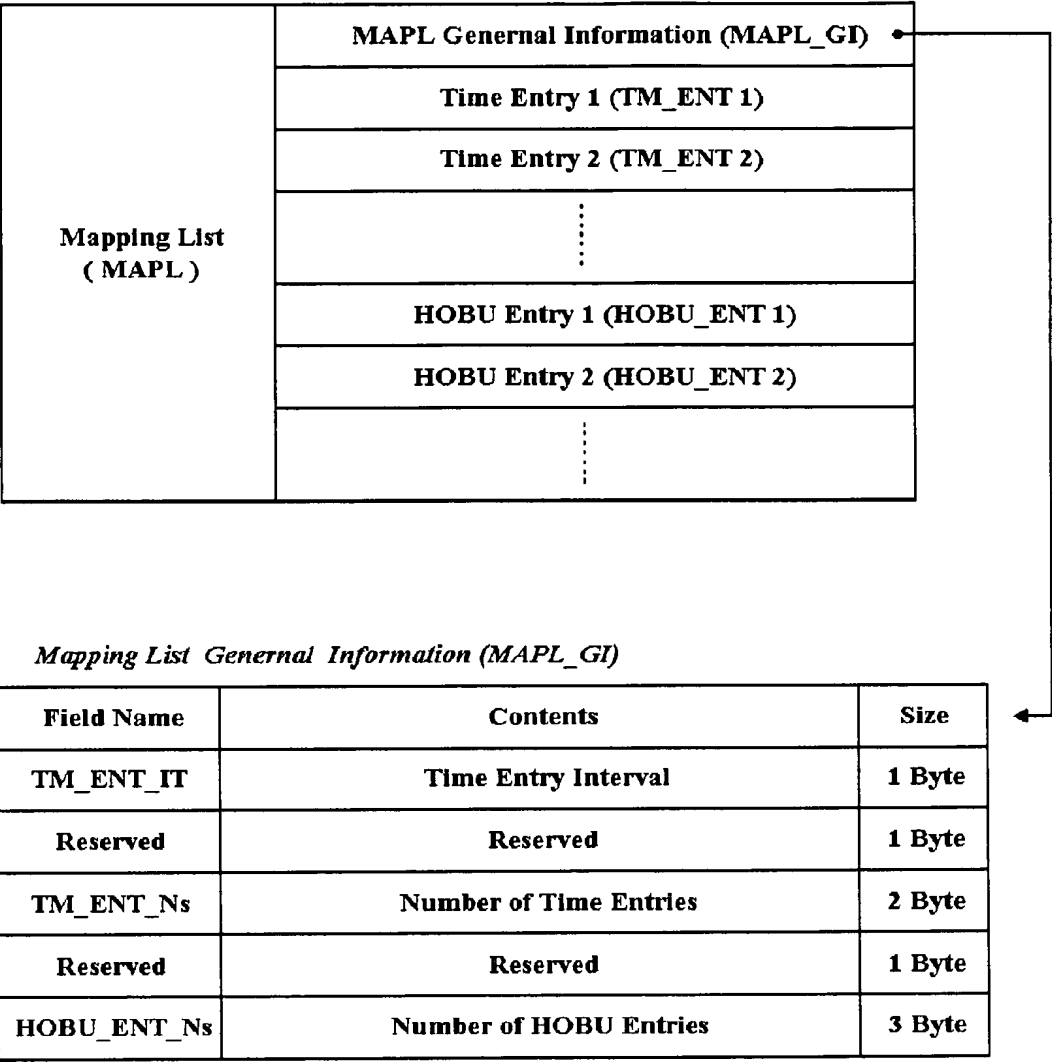 MAPL Genernal Information (MAPL_GI)
Time Entry 1 (TM_ENT 1)
Time Entry 2 (TM_ENT 2)
Mapping List
( MAPL )
HOBU Entry 1 (HOBU_ENT 1)
HOBU Entry 2 (HOBU_ENT 2)
Mapping List Genernal Information (MAPL_GI)
Field Name Contents Size
TM_ENT_IT Time Entry Interval 1 Byte
Reserved Reserved 1 Byte
TM_ENT_Ns Number of Time Entries 2 Byte
Reserved Reserved 1 Byte
HOBU_ENT_Ns Number of HOBU Entries 3 Byte